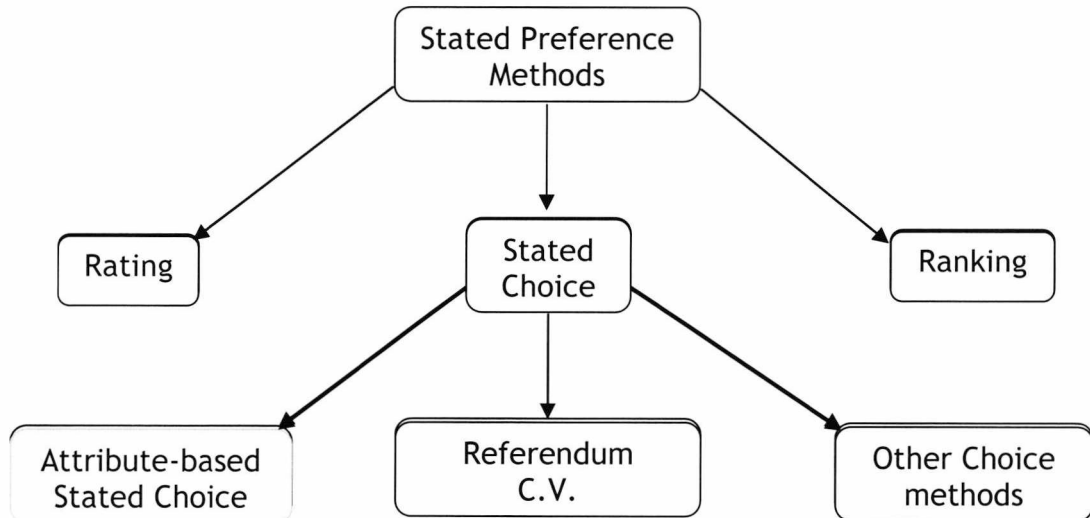 Stated Preference
Methods
Rating
Stated
Choice
Ranking
Attribute-based
Stated Choice
Referendum
C.V.
Other Choice
methods